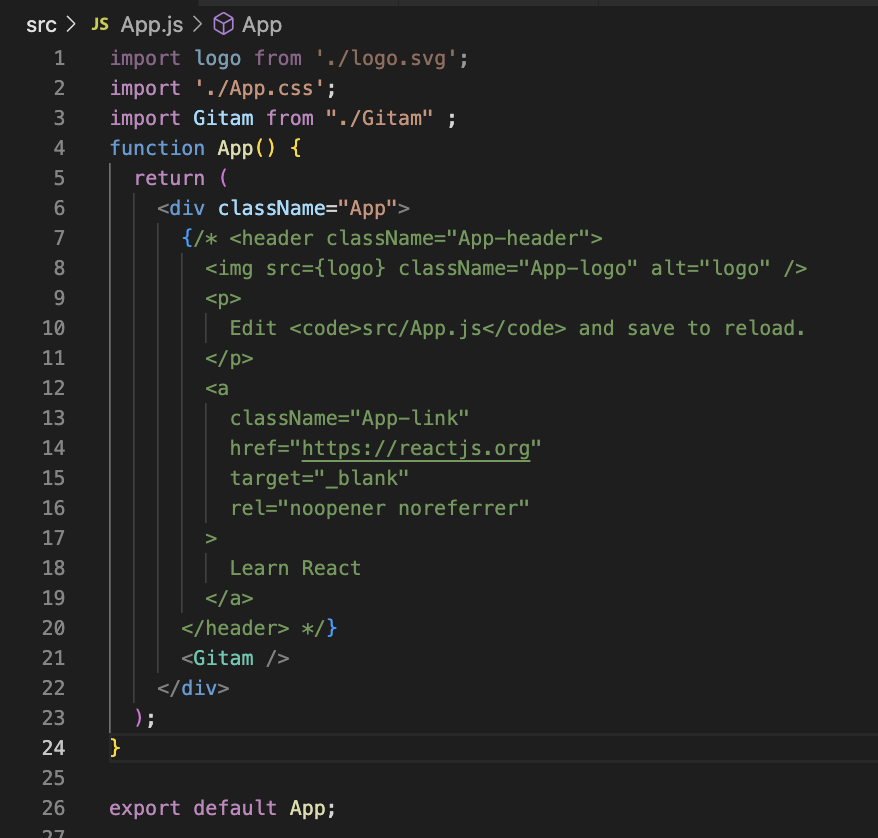 src > JS App.js > App
1 import logo from './logo.svg';
2 import './App.css';
3 import Gitam from "./Gitam" ;
4 function App() {
5   return (
6     <div className="App">
7       {/* <header className="App-header">
8         <img src={logo} className="App-logo" alt="logo" />
9         <p>
10           Edit <code>src/App.js</code> and save to reload.
11         </p>
12         <a
13           className="App-link"
14           href="https://reactjs.org"
15           target="_blank"
16           rel="noopener noreferrer"
17         >
18           Learn React
19         </a>
20       </header> */}
21       <Gitam />
22     </div>
23   );
24 }
25
26 export default App;
27